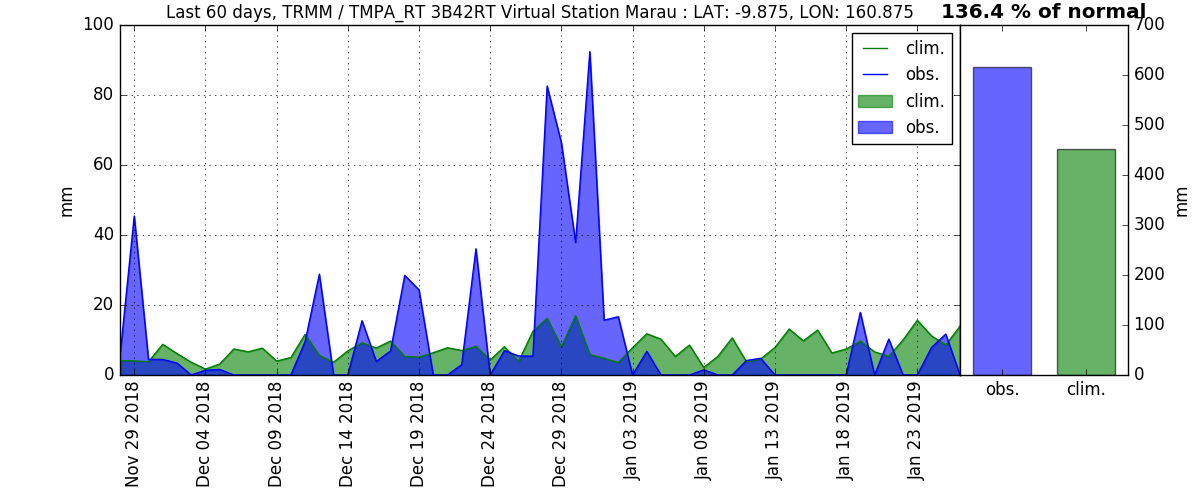 Last 60 days, TRMM / TMPA_RT 3B42RT Virtual Station Marau : LAT: -9.875, LON: 160.875
136.4 % of normal
100
80
60
40
20
0
mm
clim.
obs.
clim.
obs.
700
600
500
400
300
200
100
0
mm
obs.
clim.
Nov 29 2018
Dec 04 2018
Dec 09 2018
Dec 14 2018
Dec 19 2018
Dec 24 2018
Dec 29 2018
Jan 03 2019
Jan 08 2019
Jan 13 2019
Jan 18 2019
Jan 23 2019